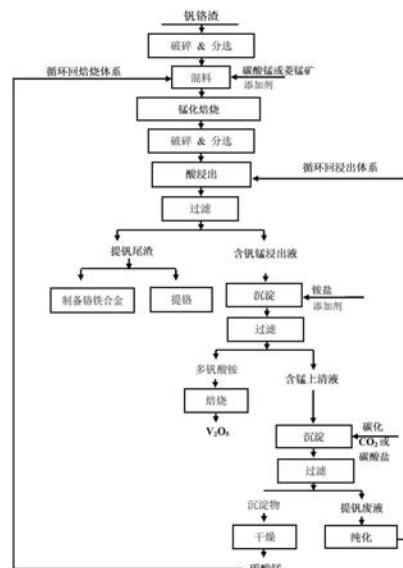 钒铬渣
破碎 & 分选
循环回焙烧体系
混料
碳酸锰或菱锰矿
添加剂
锰化焙烧
破碎 & 分选
循环回浸出体系
酸浸出
过滤
提钒尾渣
含钒锰浸出液
制备铬铁合金
提铬
沉淀
铵盐
添加剂
过滤
多钒酸铵
含锰上清液
焙烧
V₂O₅
沉淀
碳化
CO₂或
碳酸盐
过滤
沉淀物
提钒废液
干燥
纯化
碳酸锰